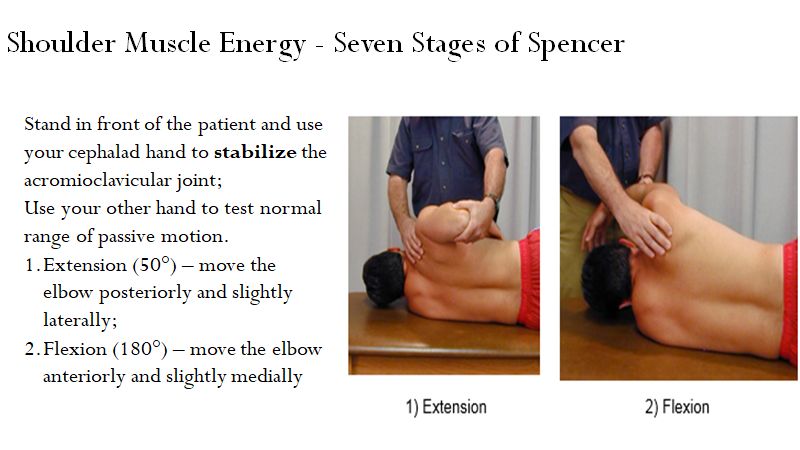 Shoulder Muscle Energy - Seven Stages of Spencer
Stand in front of the patient and use
your cephalad hand to stabilize the
acromioclavicular joint;
Use your other hand to test normal
range of passive motion.
1. Extension (50°) – move the
elbow posteriorly and slightly
laterally;
2. Flexion (180°) – move the elbow
anteriorly and slightly medially
1) Extension
2) Flexion